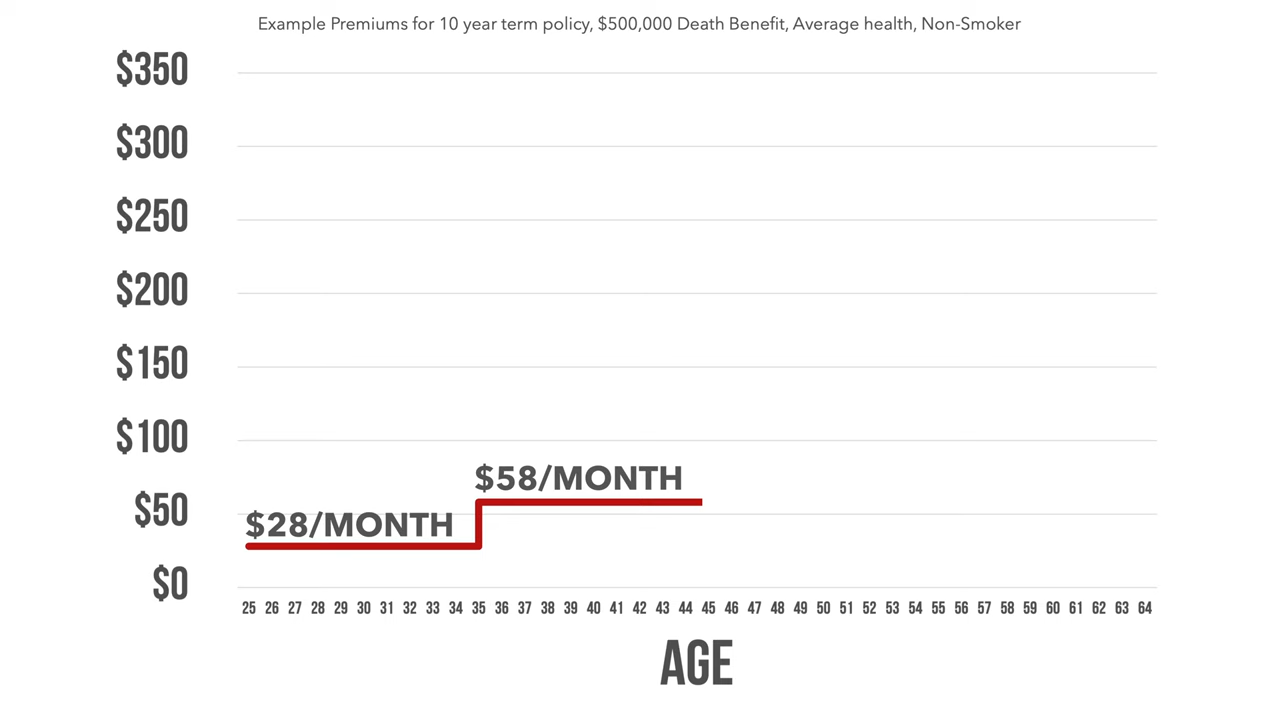 Example Premiums for 10 year term policy, $500,000 Death Benefit, Average health, Non-Smoker
$350
$300
$250
$200
$150
$100
$58/MONTH
$50
$28/MONTH
$0
25 26 27 28 29 30 31 32 33 34 35 36 37 38 39 40 41 42 43 44 45 46 47 48 49 50 51 52 53 54 55 56 57 58 59 60 61 62 63 64
AGE